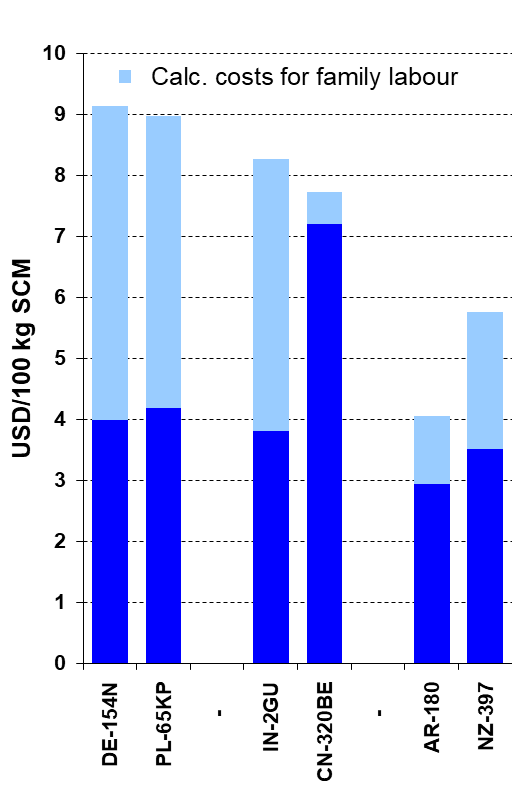 Calc. costs for family labour
USD/100 kg SCM
10
9
8
7
6
5
4
3
2
1
0
DE-154N
PL-65KP
-
IN-2GU
CN-320BE
-
AR-180
NZ-397